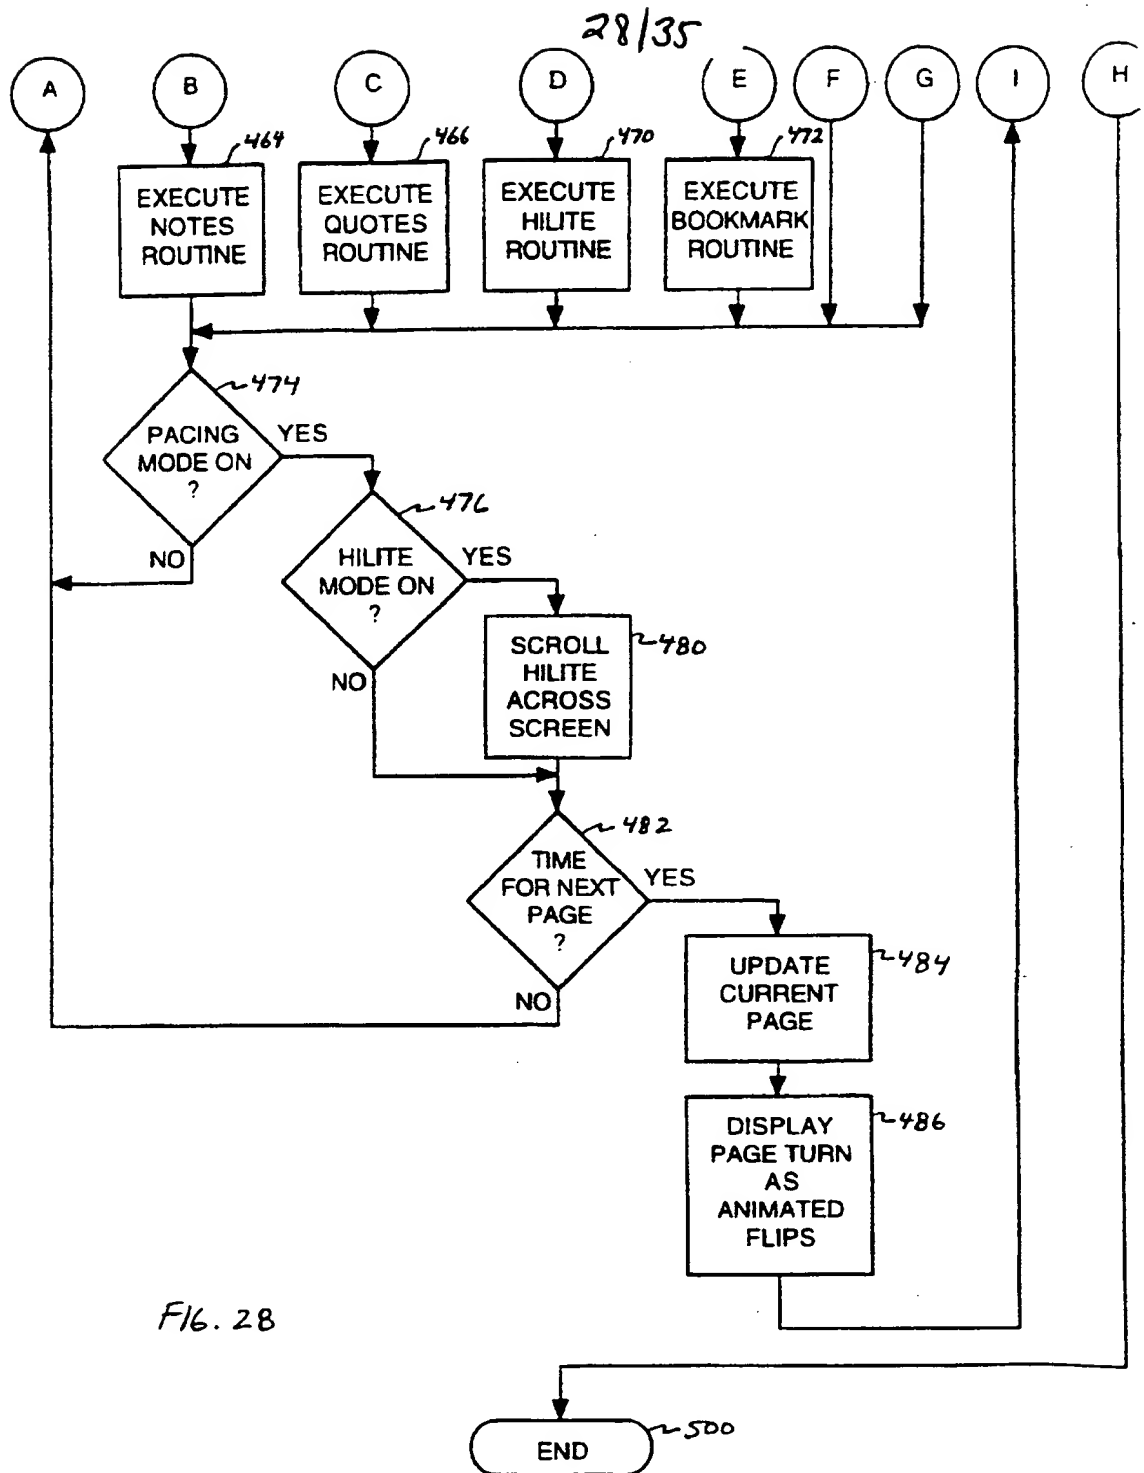 28/35
A
B
C
D
E
F
G
I
H
464
466
470
472
EXECUTE
NOTES
ROUTINE
EXECUTE
QUOTES
ROUTINE
EXECUTE
HILITE
ROUTINE
EXECUTE
BOOKMARK
ROUTINE
474
PACING
MODE ON
?
YES
NO
476
HILITE
MODE ON
?
YES
NO
480
SCROLL
HILITE
ACROSS
SCREEN
482
TIME
FOR NEXT
PAGE
?
YES
NO
484
UPDATE
CURRENT
PAGE
486
DISPLAY
PAGE TURN
AS
ANIMATED
FLIPS
FIG. 28
500
END